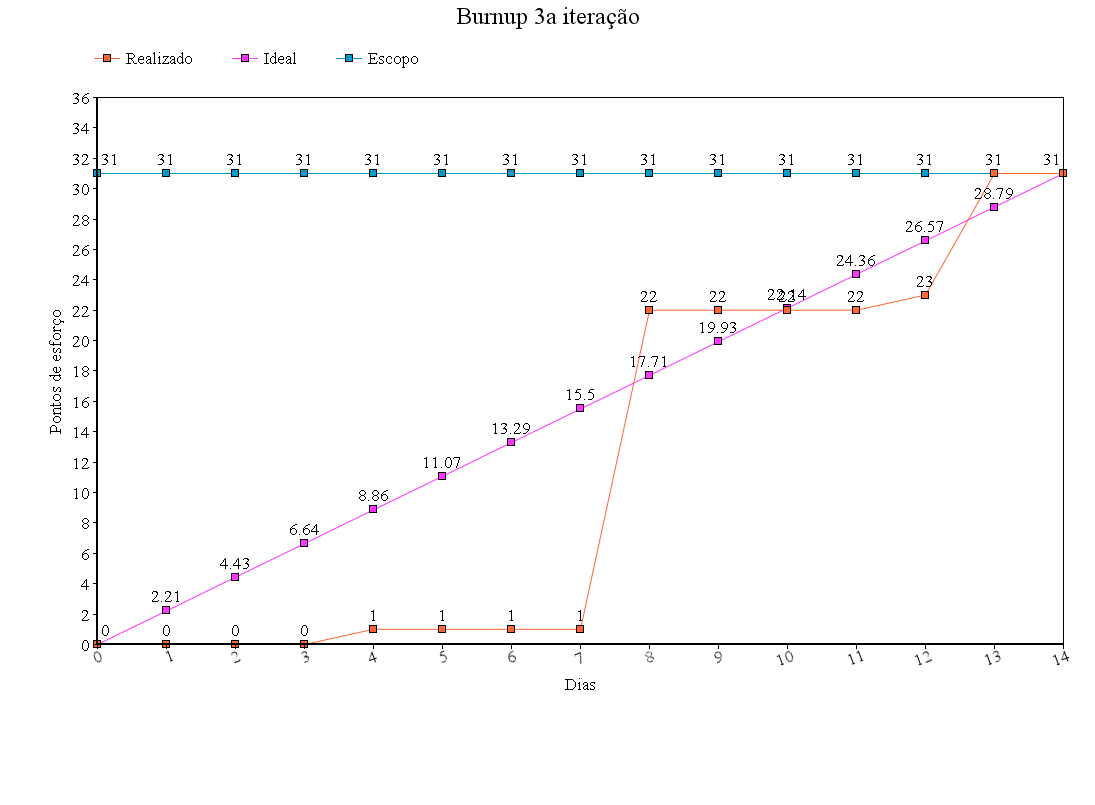 Burnup 3a iteração
Realizado Ideal Escopo
36
34
32 31 31 31 31 31 31 31 31 31 31 31 31 31 31 31
30 28.79
28 26.57
26 24.36
24 22 22 22.14 22 22 23
22 19.93
20 17.71
18 15.5
16 13.29
14 11.07
12 8.86
10 6.64
8 4.43
6 2.21
4 1 1 1 1
2 0 0 0 0
0
Pontos de esforço
0 1 2 3 4 5 6 7 8 9 10 11 12 13 14
Dias